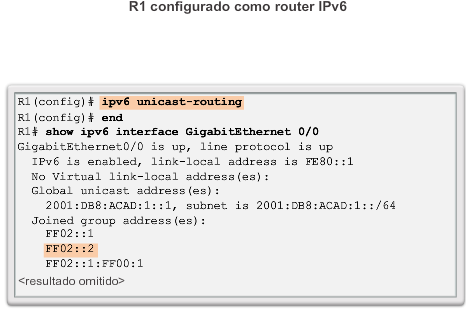 R1 configurado como router IPv6
R1(config)# ipv6 unicast-routing
R1(config)# end
R1# show ipv6 interface GigabitEthernet 0/0
GigabitEthernet0/0 is up, line protocol is up
IPv6 is enabled, link-local address is FE80::1
No Virtual link-local address(es):
Global unicast address(es):
2001:DB8:ACAD:1::1, subnet is 2001:DB8:ACAD:1::/64
Joined group address(es):
FF02::1
FF02::2
FF02::1:FF00:1
<resultado omitido>